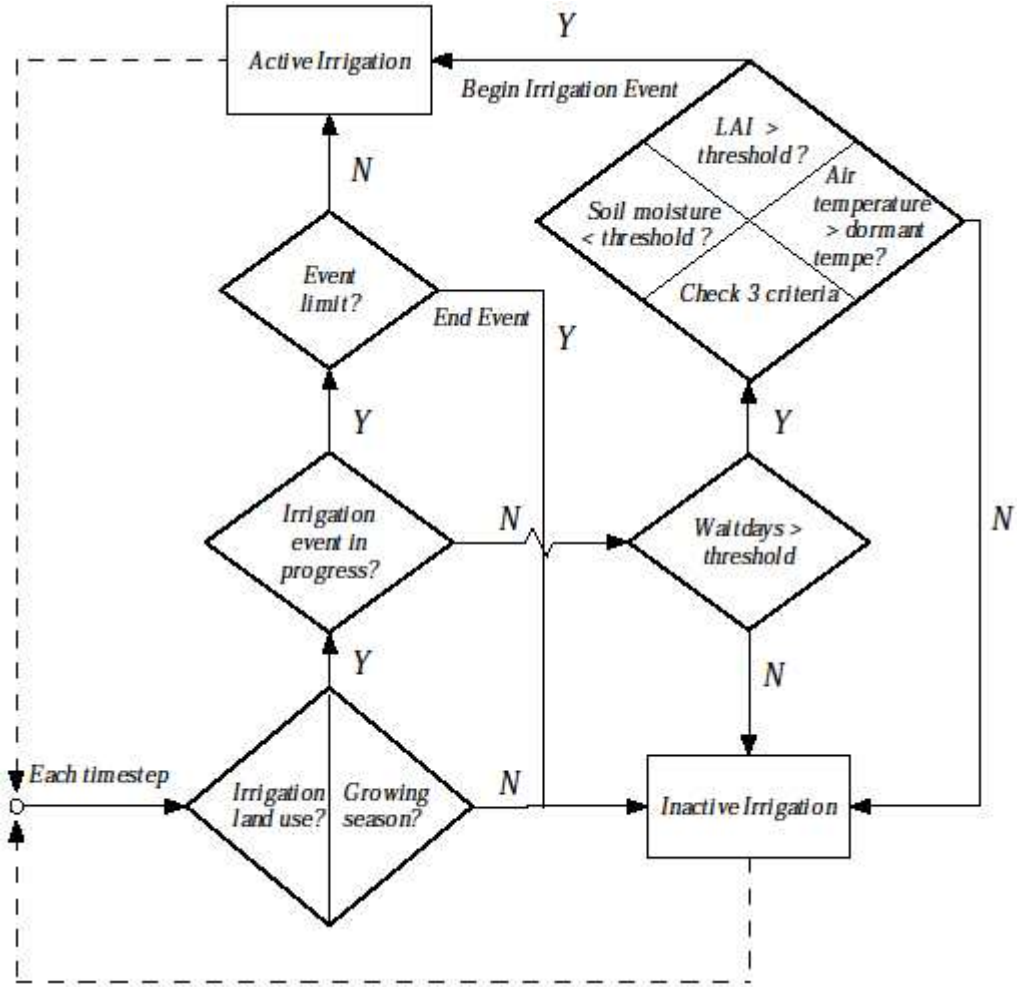 Y
Active Irrigation
Begin Irrigation Event
LAI >
threshold ?
N
Air
temperature
> dormant
tempe?
Soil moisture
< threshold ?
Event
limit?
Check 3 criteria
End Event
Y
Y
Y
N
Irrigation
event in
progress?
N
Waitdays >
threshold
Y
N
Each timestep
Irrigation
land use?
Growing
season?
N
Inactive Irrigation